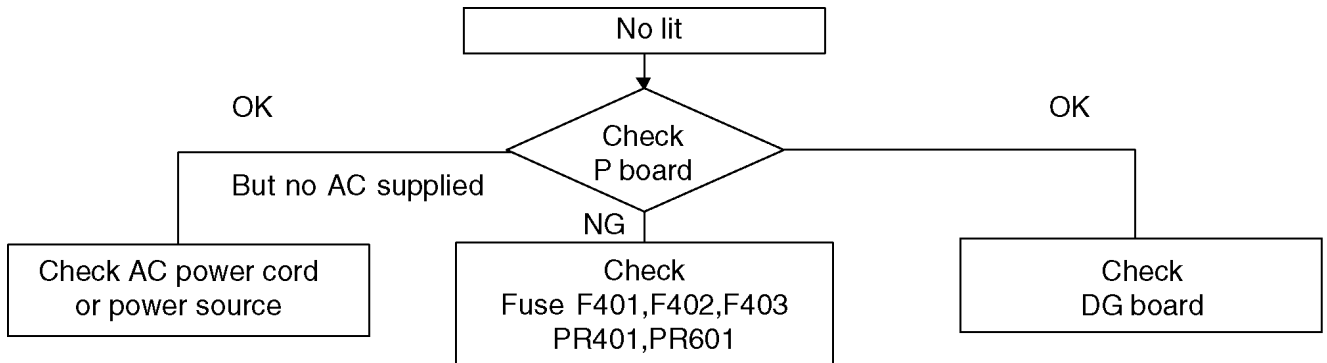 No lit
OK
OK
Check
P board
But no AC supplied
NG
Check AC power cord
or power source
Check
Fuse F401,F402,F403
PR401,PR601
Check
DG board